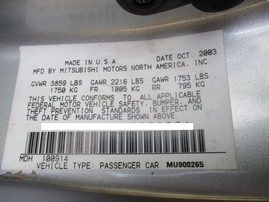 MADE IN U.S.A DATE OCT. 2003
MFD BY MITSUBISHI MOTORS NORTH AMERICA, INC.
GVWR 3859 LBS GAWR 2216 LBS GAWR 1753 LBS
1750 KG FR 1005 KG RR 795 KG
THIS VEHICLE CONFORMS TO ALL APPLICABLE
FEDERAL MOTOR VEHICLE SAFETY, BUMPER, AND
THEFT PREVENTION STANDARDS IN EFFECT ON
THE DATE OF MANUFACTURE SHOWN ABOVE.
MDH 100914
VEHICLE TYPE: PASSENGER CAR MU900265